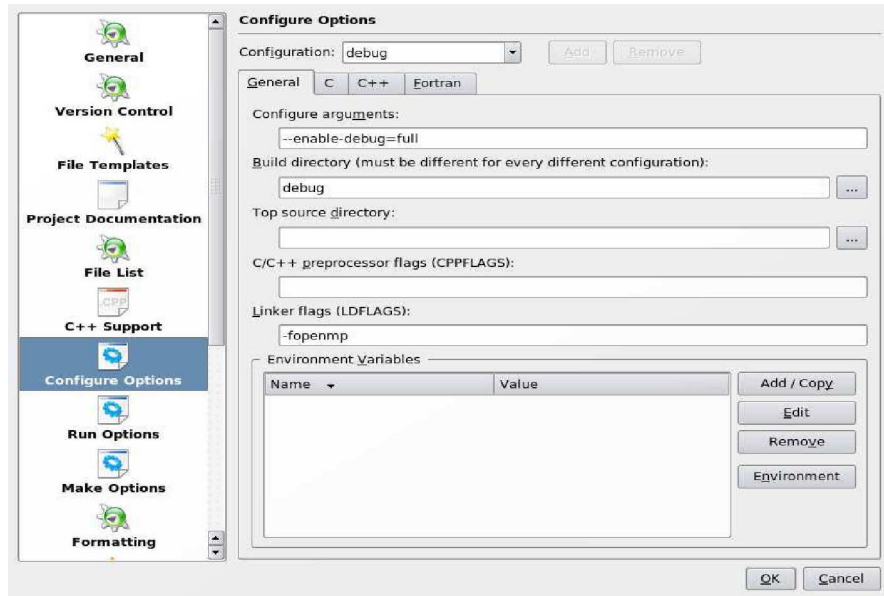 General
Version Control
File Templates
Project Documentation
File List
.CPP
C++ Support
Configure Options
Run Options
Make Options
Formatting
Configure Options
Configuration: debug Add Remove
General C C++ Fortran
Configure arguments:
--enable-debug=full
Build directory (must be different for every different configuration):
debug ...
Top source directory:
...
C/C++ preprocessor flags (CPPFLAGS):
Linker flags (LDFLAGS):
-fopenmp
Environment Variables
Name Value
Add / Copy
Edit
Remove
Environment
OK Cancel